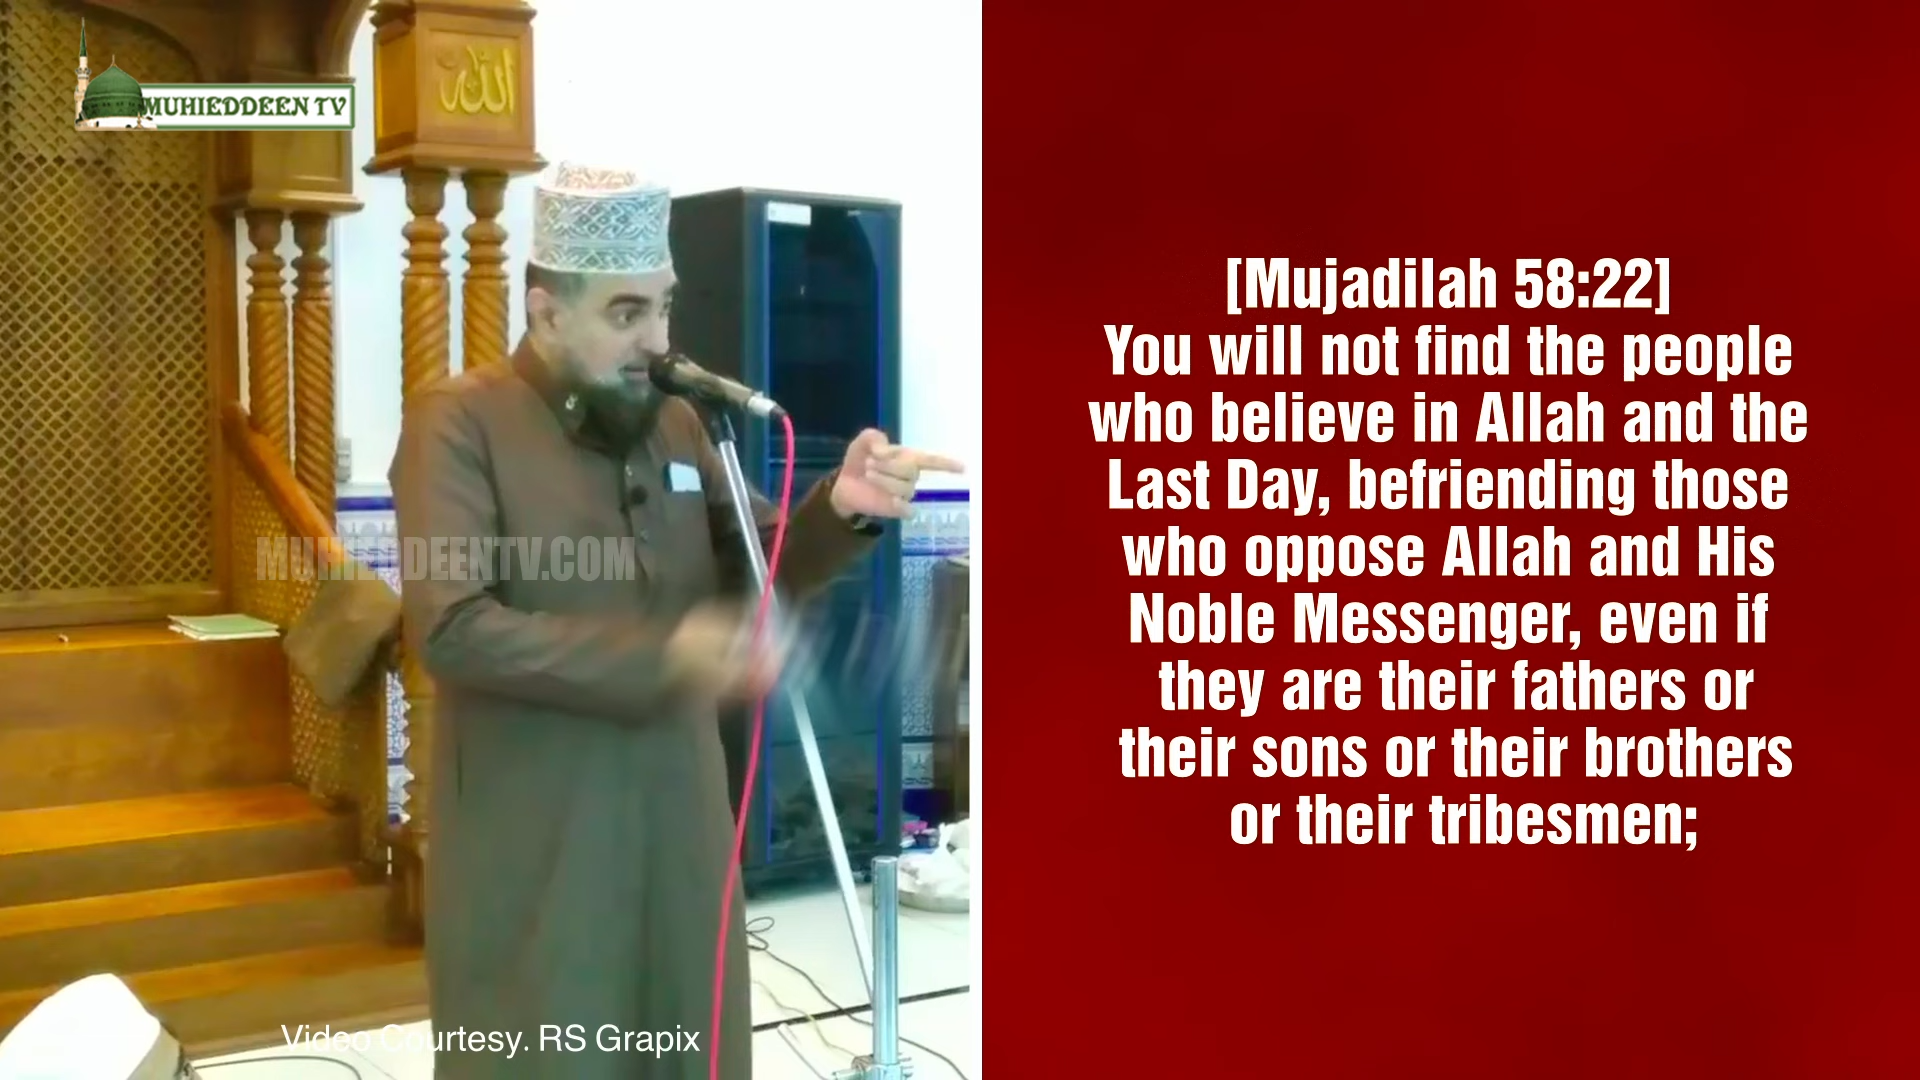 MUHIEDDEEN TV
الله
MUHIEDDEENTV.COM
Video Courtesy. RS Grapix
[Mujadilah 58:22]
You will not find the people
who believe in Allah and the
Last Day, befriending those
who oppose Allah and His
Noble Messenger, even if
they are their fathers or
their sons or their brothers
or their tribesmen;